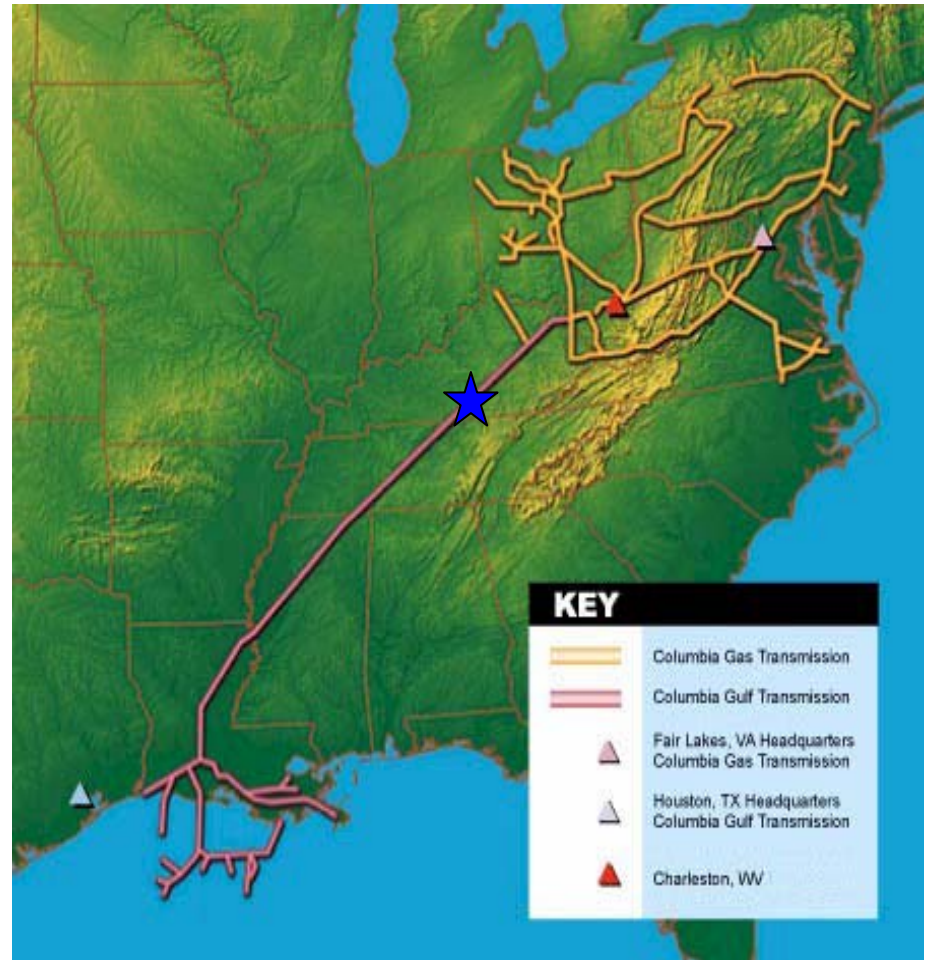 KEY
Columbia Gas Transmission
Columbia Gulf Transmission
Fair Lakes, VA Headquarters
Columbia Gas Transmission
Houston, TX Headquarters
Columbia Gulf Transmission
Charleston, WV